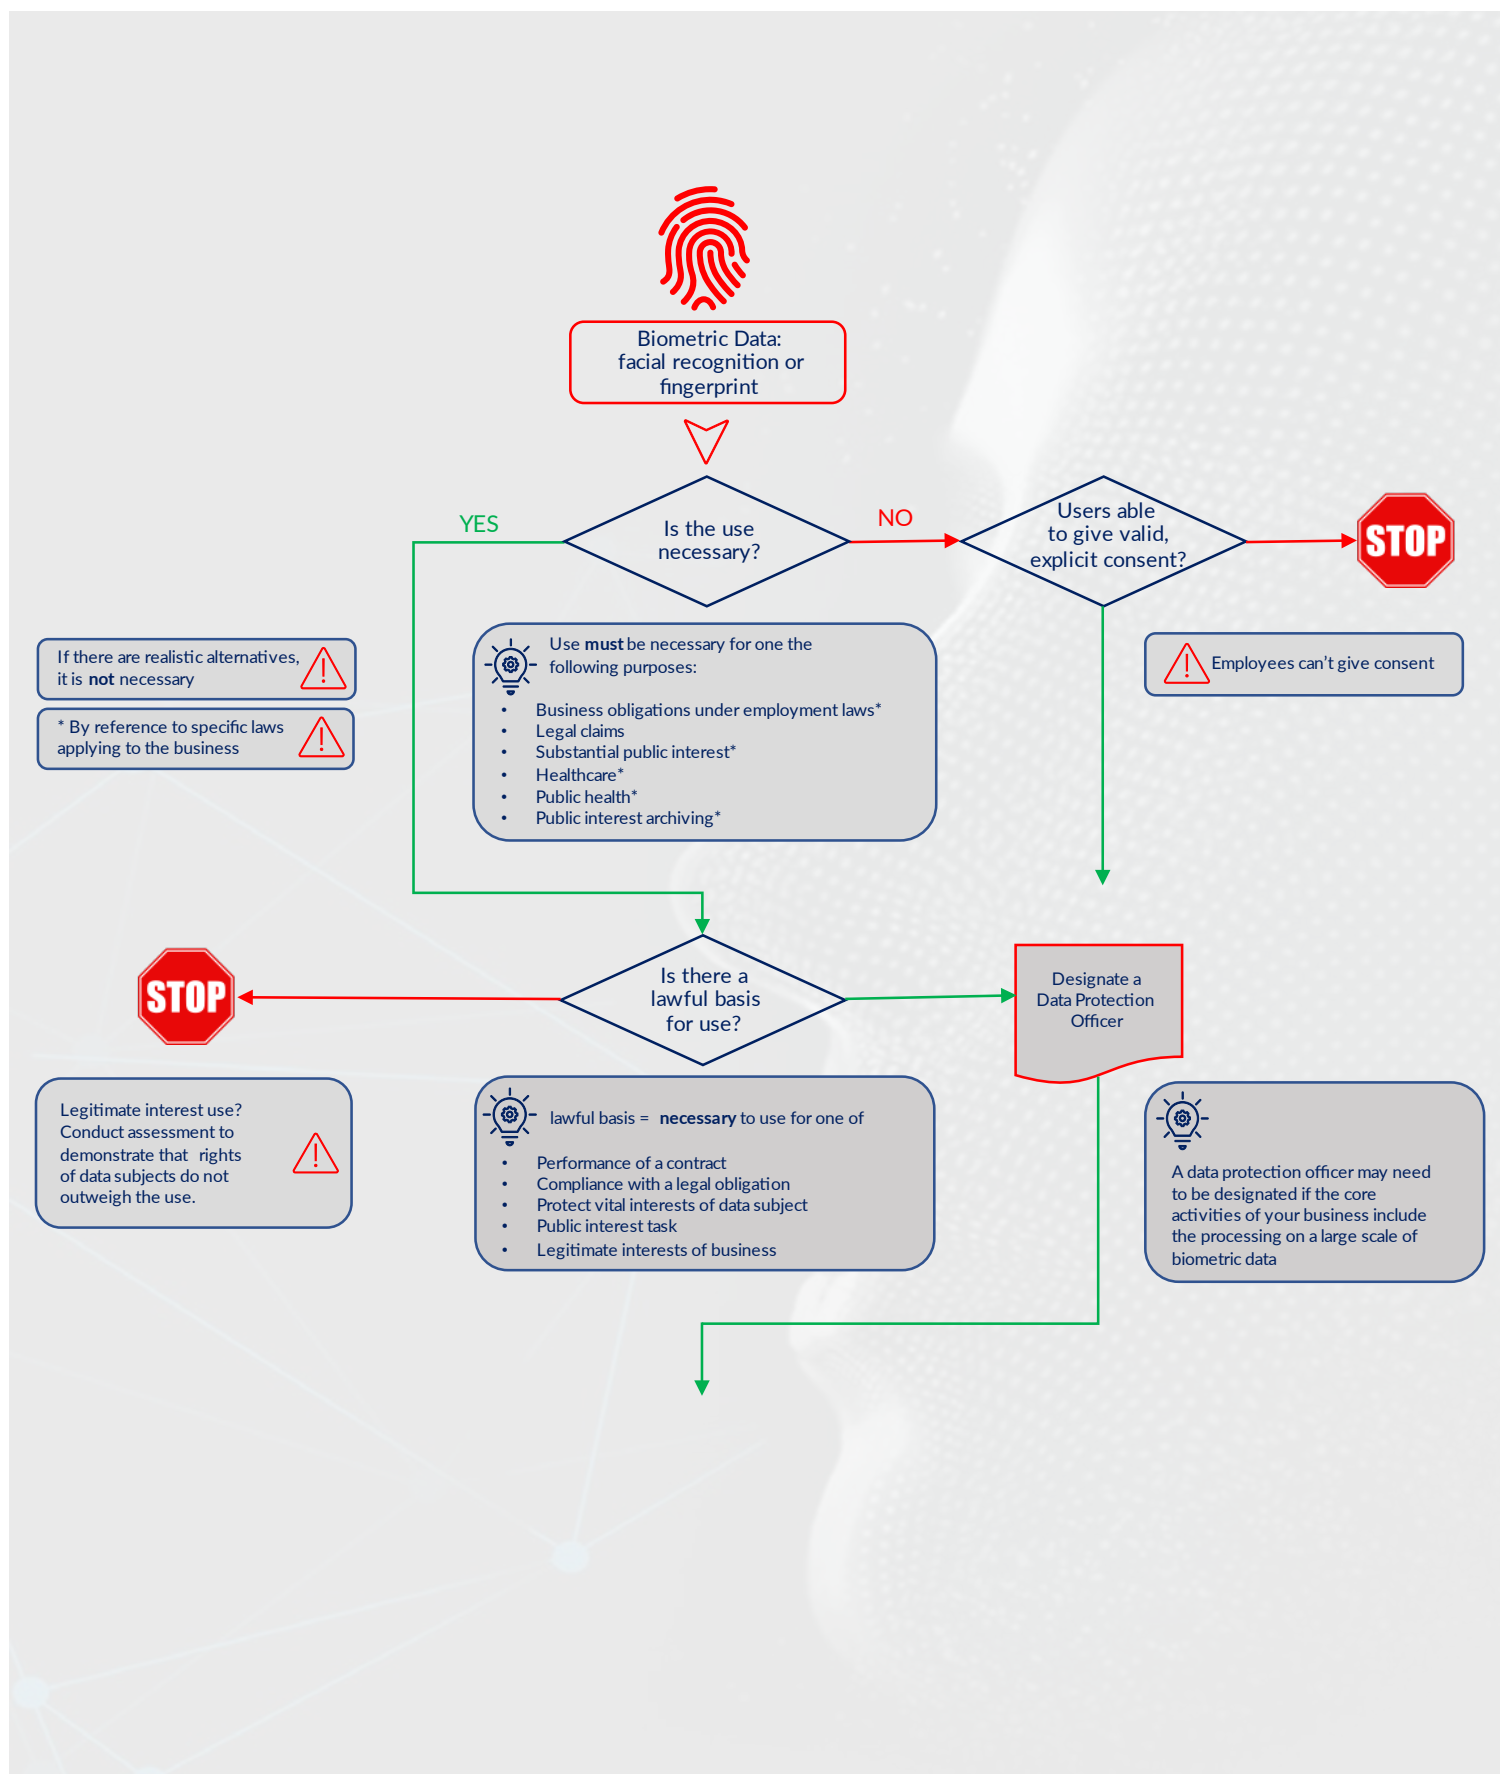 Biometric Data:
facial recognition or
fingerprint
YES
Is the use
necessary?
NO
Users able
to give valid,
explicit consent?
STOP
If there are realistic alternatives,
it is not necessary
* By reference to specific laws
applying to the business
Use must be necessary for one the
following purposes:
• Business obligations under employment laws*
• Legal claims
• Substantial public interest*
• Healthcare*
• Public health*
• Public interest archiving*
Employees can't give consent
STOP
Is there a
lawful basis
for use?
Designate a
Data Protection
Officer
Legitimate interest use?
Conduct assessment to
demonstrate that rights
of data subjects do not
outweigh the use.
lawful basis = necessary to use for one of
• Performance of a contract
• Compliance with a legal obligation
• Protect vital interests of data subject
• Public interest task
• Legitimate interests of business
A data protection officer may need
to be designated if the core
activities of your business include
the processing on a large scale of
biometric data